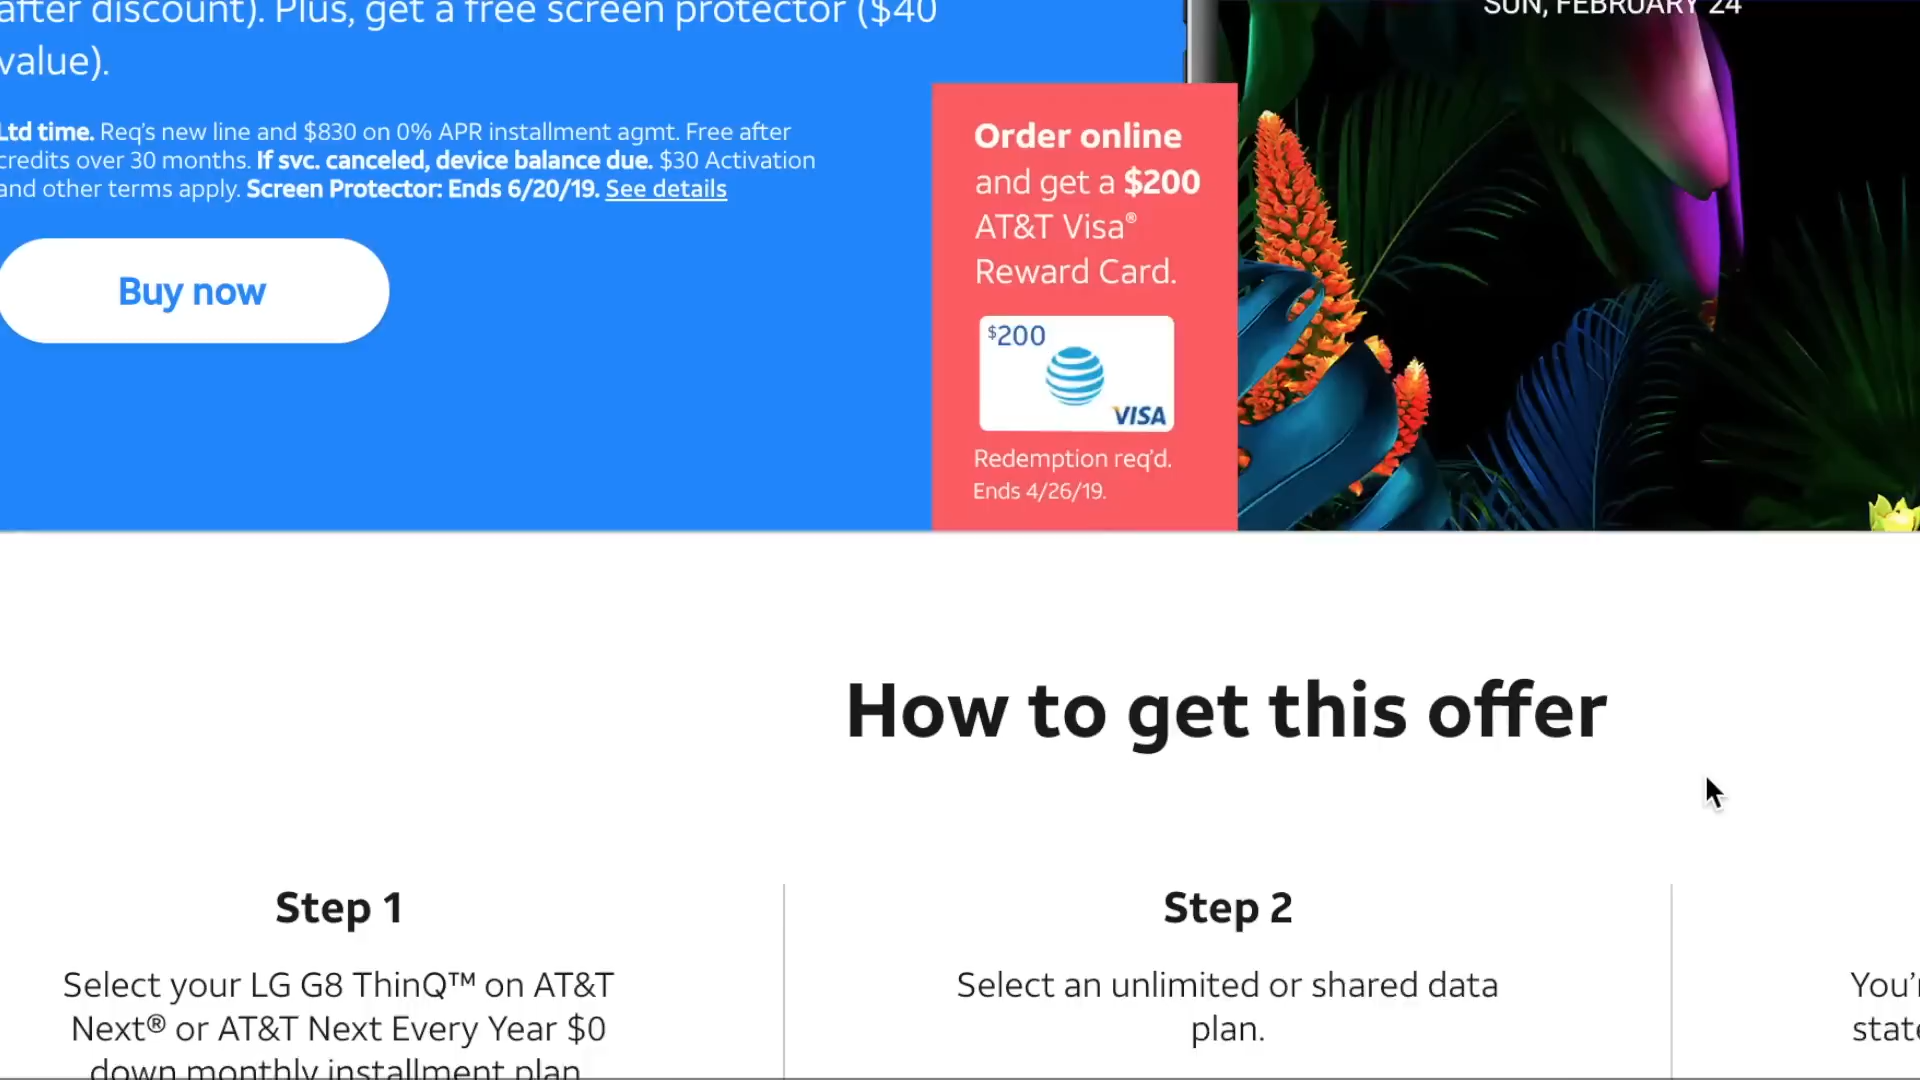 after discount). Plus, get a free screen protector ($40
value).
Ltd time. Req's new line and $830 on 0% APR installment agmt. Free after
credits over 30 months. If svc. canceled, device balance due. $30 Activation
and other terms apply. Screen Protector: Ends 6/20/19. See details
Buy now
SUN, FEBRUARY 24
Order online
and get a $200
AT&T Visa®
Reward Card.
$200
VISA
Redemption req'd.
Ends 4/26/19.
How to get this offer
Step 1
Select your LG G8 ThinQ™ on AT&T
Next® or AT&T Next Every Year $0
down monthly installment plan
Step 2
Select an unlimited or shared data
plan.